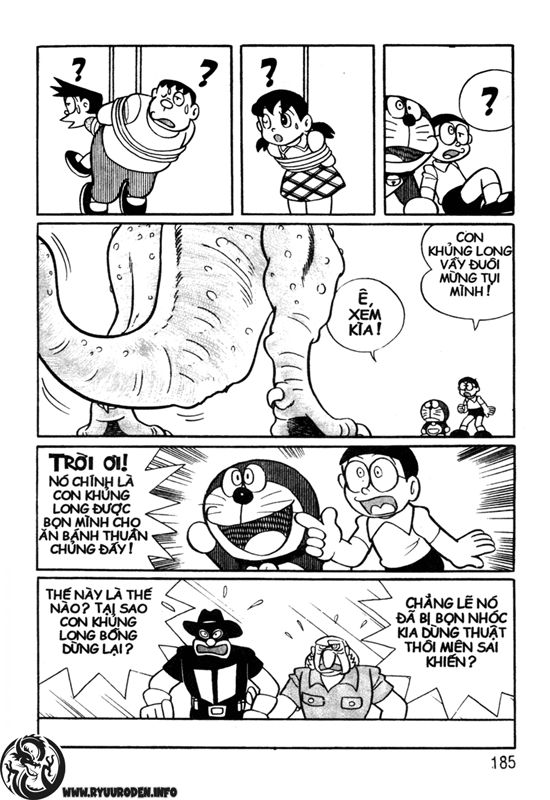 ?
?
?
?
CON
KHỦNG LONG
VẪY ĐUÔI
MỪNG TỤI
MÌNH!
Ê,
XEM
KÌA!
TRỜI ƠI!
NÓ CHÍNH LÀ
CON KHỦNG
LONG ĐƯỢC
BỌN MÌNH CHO
ĂN BÁNH THUẦN
CHỦNG ĐẤY!
THẾ NÀY LÀ THẾ
NÀO? TẠI SAO
CON KHỦNG
LONG BỖNG
DỪNG LẠI?
CHẲNG LẼ NÓ
ĐÃ BỊ BỌN NHÓC
KIA DÙNG THUẬT
THÔI MIÊN SAI
KHIẾN?
185
WWW.RYUURODEN.INFO